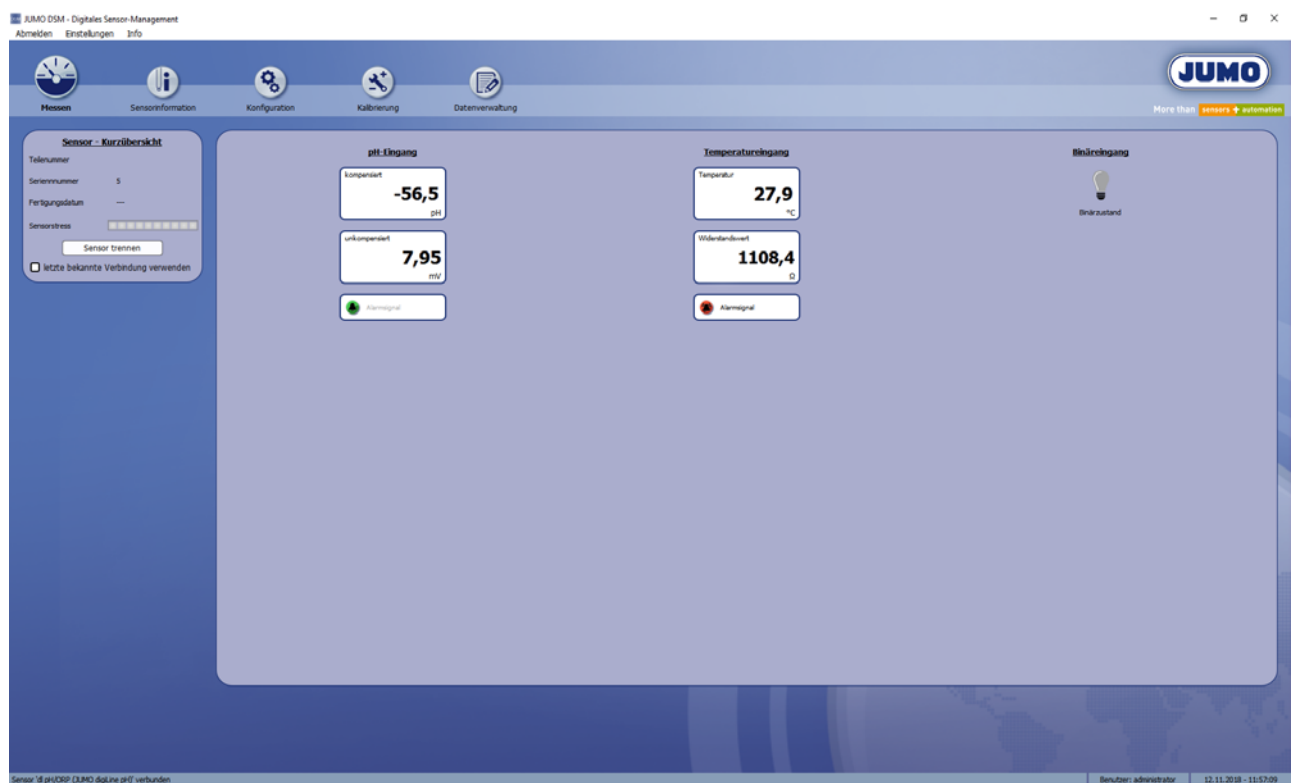 JUMO DSM - Digitales Sensor-Management
Abmelden Einstellungen Info
JUMO
Messen Sensorinformation Konfiguration Kalibrierung Datenverwaltung
More than sensors + automation
Sensor - Kurzübersicht
Teilenummer
Seriennnummer 5
Fertigungsdatum ---
Sensorstress
Sensor trennen
letzte bekannte Verbindung verwenden
pH-Eingang
kompensiert
-56,5
pH
unkompensiert
7,95
mV
Alarmsignal
Temperatureingang
Temperatur
27,9
°C
Widerstandswert
1108,4
Ω
Alarmsignal
Binäreingang
Binärzustand
Sensor 'dl pH/ORP (JUMO digiLine pH)' verbunden
Benutzer: administrator 12.11.2018 - 11:57:09